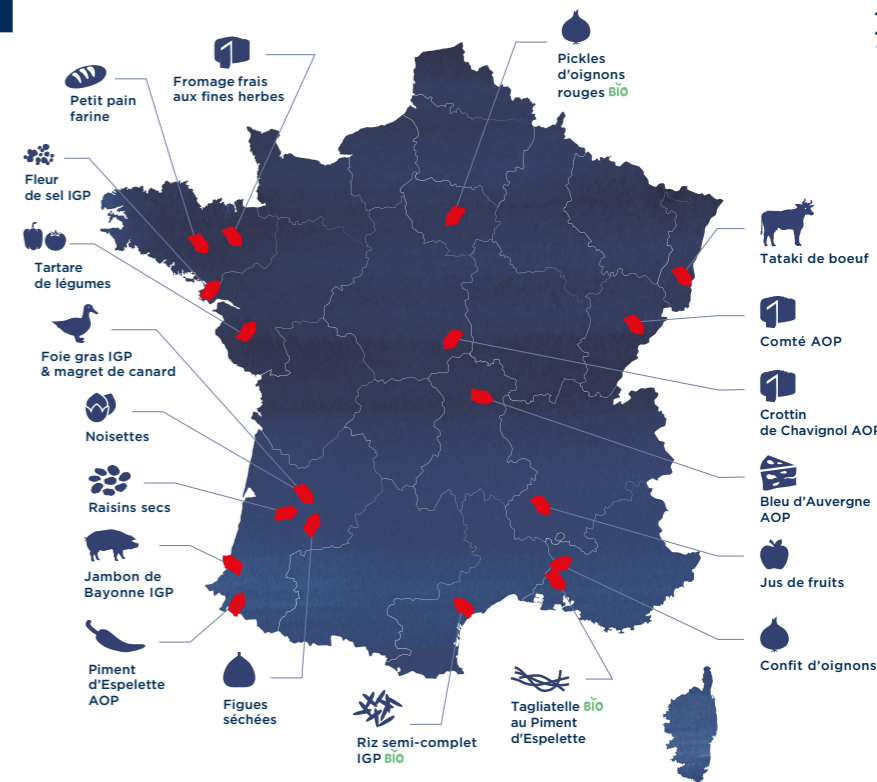 Pickles
d'oignons
rouges BIO
Fromage frais
aux fines herbes
Petit pain
farine
Fleur
de sel IGP
Tartare
de légumes
Foie gras IGP
& magret de canard
Noisettes
Raisins secs
Jambon de
Bayonne IGP
Piment
d'Espelette
AOP
Figues
séchées
Riz semi-complet
IGP BIO
Tagliatelle BIO
au Piment
d'Espelette
Tataki de boeuf
Comté AOP
Crottin
de Chavignol AOP
Bleu d'Auvergne
AOP
Jus de fruits
Confit d'oignons